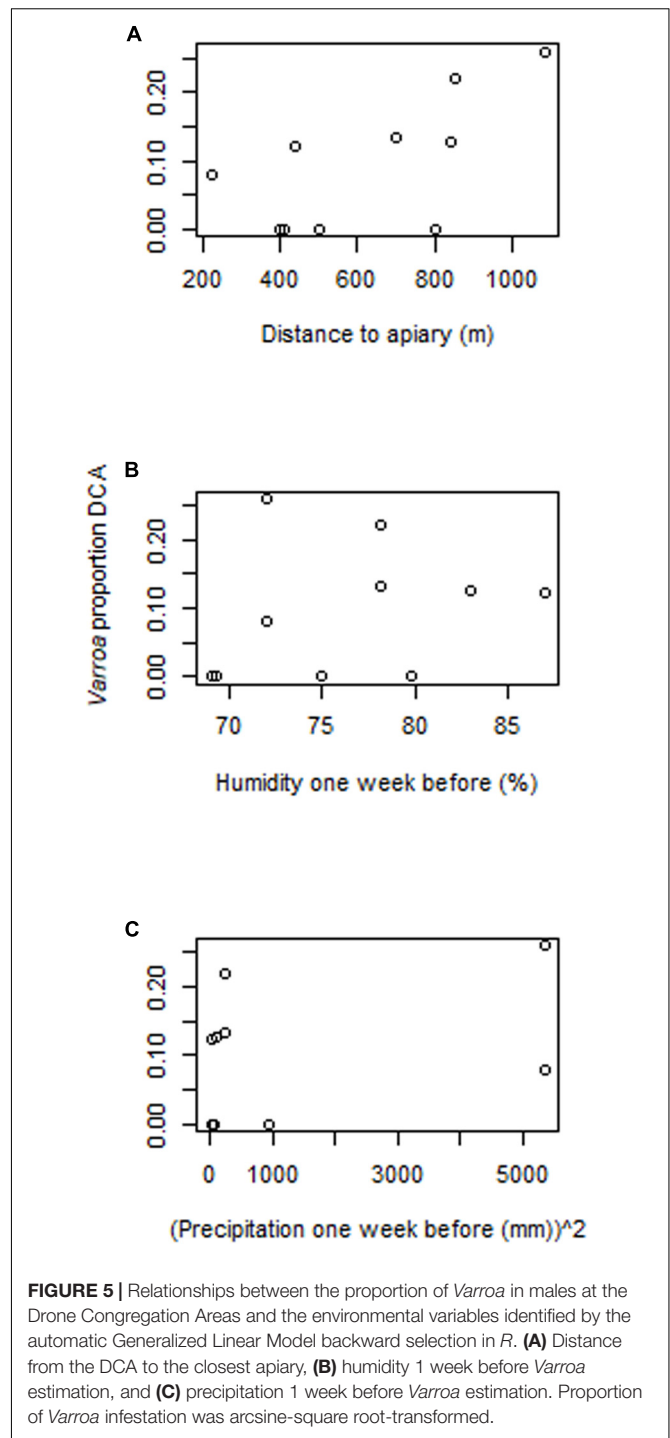 A
0.00 0.10 0.20
200 400 600 800 1000
Distance to apiary (m)
Varroa proportion DCA
B
0.00 0.10 0.20
70 75 80 85
Humidity one week before (%)
C
0.00 0.10 0.20
0 1000 3000 5000
(Precipitation one week before (mm))^2
FIGURE 5 | Relationships between the proportion of Varroa in males at the
Drone Congregation Areas and the environmental variables identified by the
automatic Generalized Linear Model backward selection in R. (A) Distance
from the DCA to the closest apiary, (B) humidity 1 week before Varroa
estimation, and (C) precipitation 1 week before Varroa estimation. Proportion
of Varroa infestation was arcsine-square root-transformed.